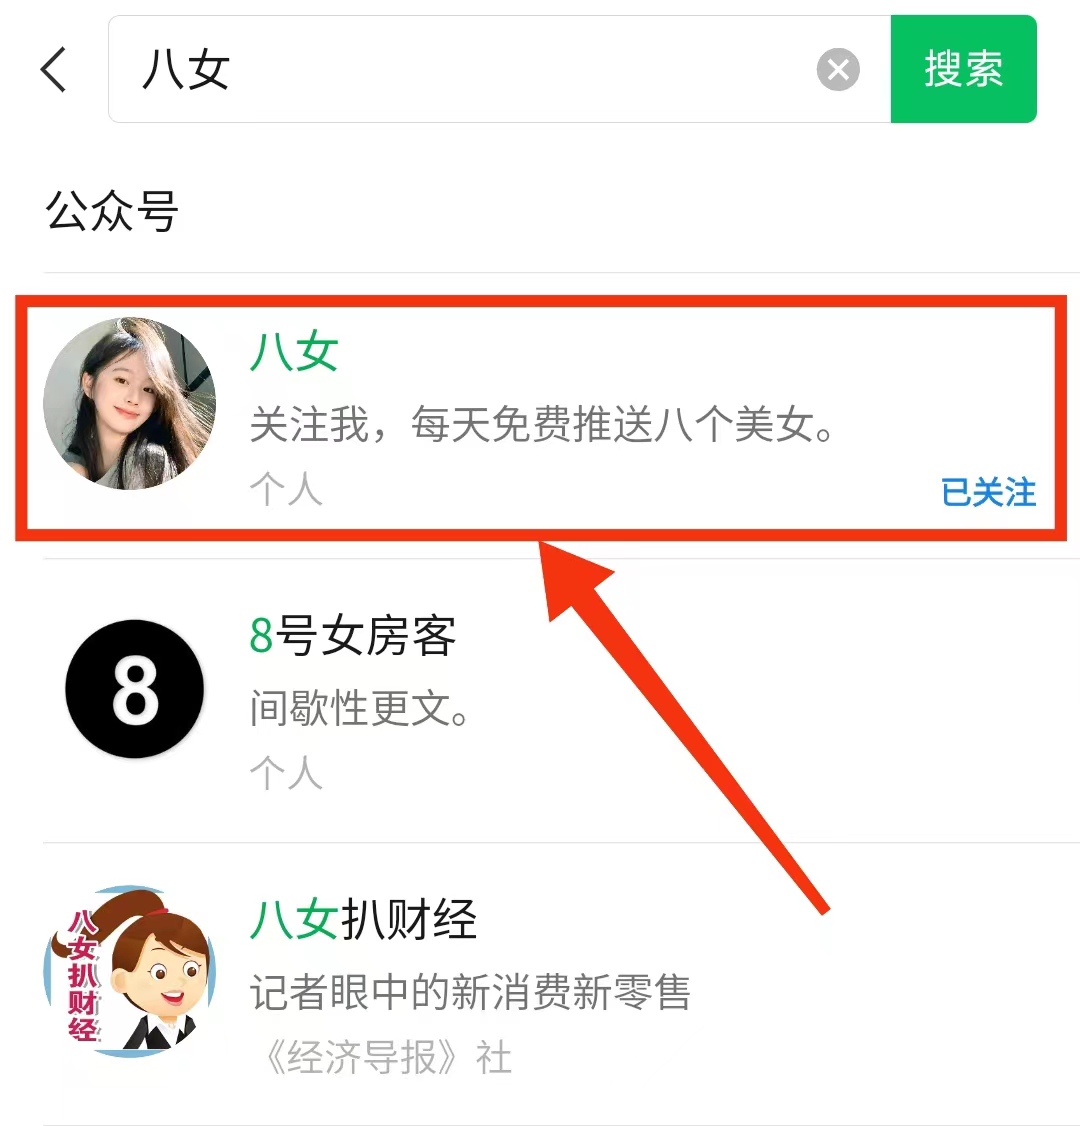 八女
搜索
公众号
八女
关注我，每天免费推送八个美女。
个人
已关注
8
8号女房客
间歇性更文。
个人
八女扒财经
八女扒财经
记者眼中的新消费新零售
《经济导报》社